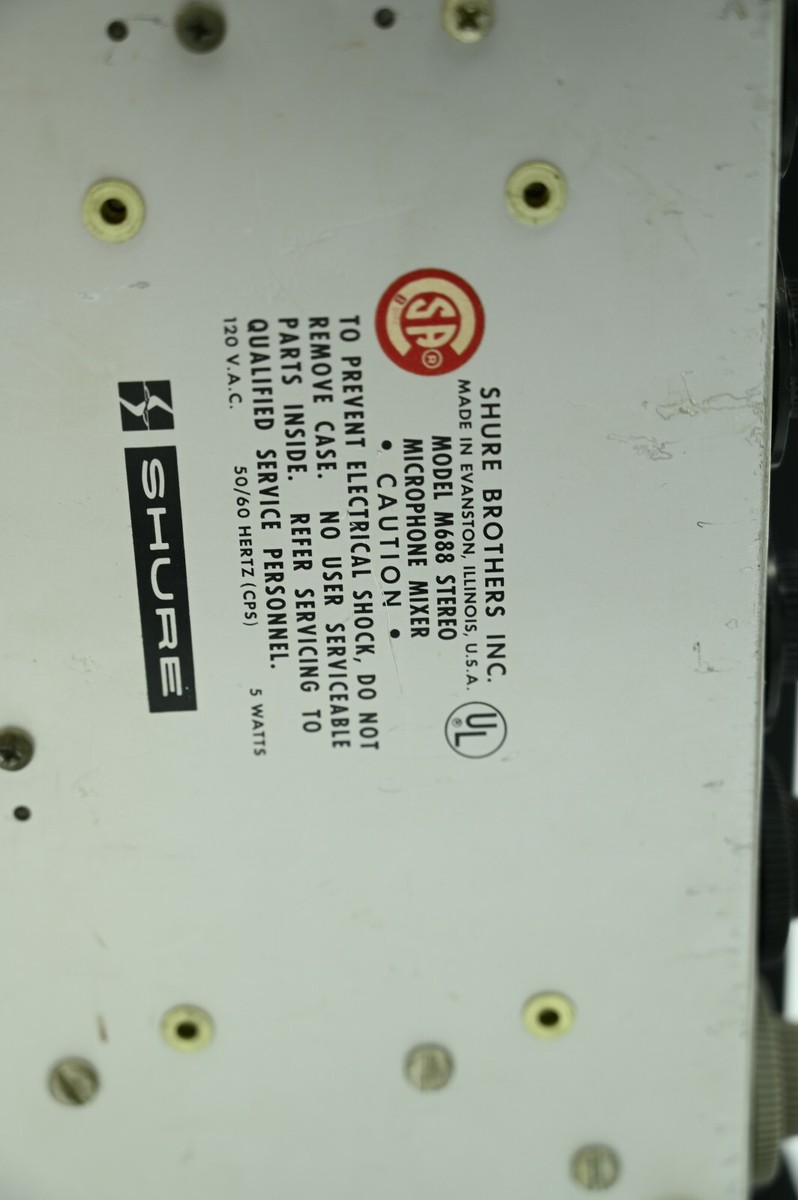 SHURE BROTHERS INC.
MADE IN EVANSTON, ILLINOIS, U.S.A.
MODEL M688 STEREO
MICROPHONE MIXER
• CAUTION •
TO PREVENT ELECTRICAL SHOCK, DO NOT
REMOVE CASE. NO USER SERVICEABLE
PARTS INSIDE. REFER SERVICING TO
QUALIFIED SERVICE PERSONNEL.
120 V.A.C. 50/60 HERTZ (CPS) 5 WATTS
CSA ®
UL ®
SHURE